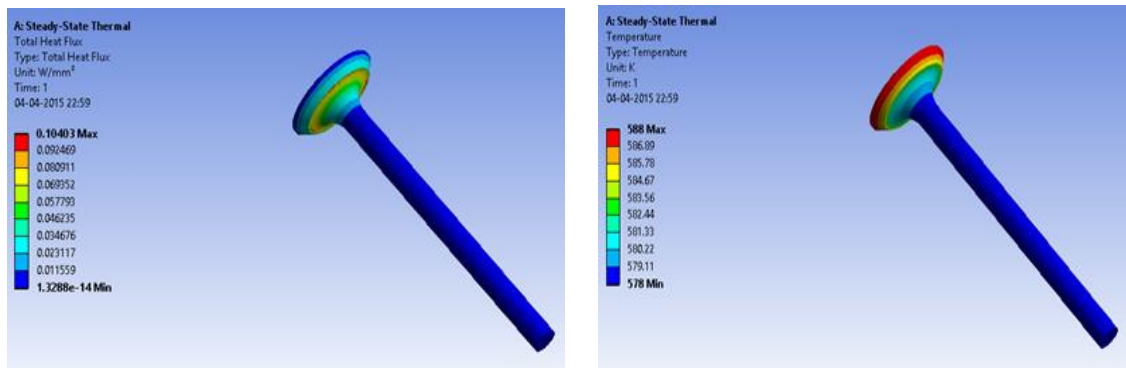 A: Steady-State Thermal
Total Heat Flux
Type: Total Heat Flux
Unit: W/mm²
Time: 1
04-04-2015 22:59
0.10403 Max
0.092469
0.080911
0.069352
0.057793
0.046235
0.034676
0.023117
0.011559
1.3288e-14 Min
A: Steady-State Thermal
Temperature
Type: Temperature
Unit: K
Time: 1
04-04-2015 22:59
588 Max
586.89
585.78
584.67
583.56
582.44
581.33
580.22
579.11
578 Min